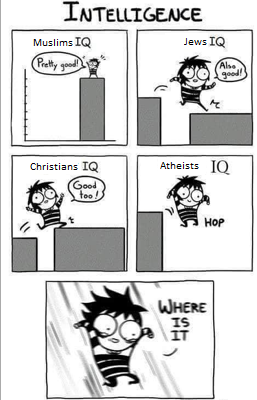 INTELLIGENCE
Muslims IQ
Pretty good!
Jews IQ
Also
good!
Christians IQ
Good
too!
Atheists IQ
HOP
WHERE
IS
IT